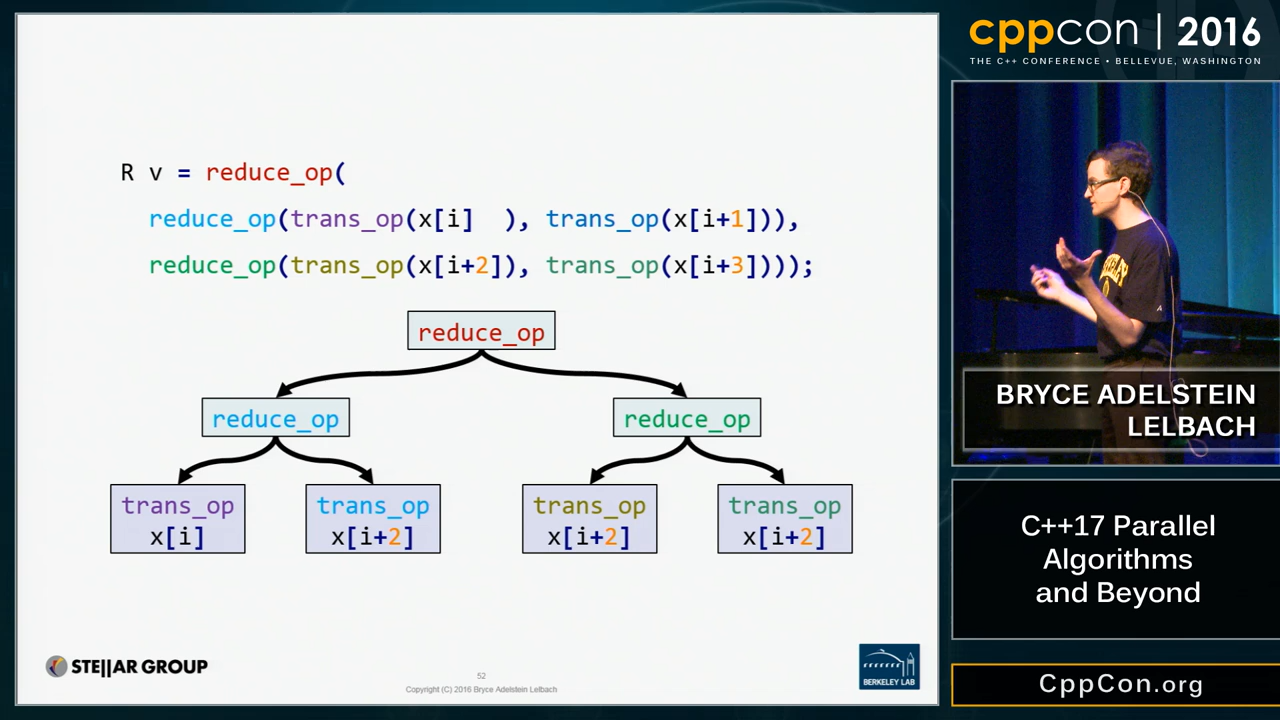 R v = reduce_op(
reduce_op(trans_op(x[i]  ), trans_op(x[i+1])),
reduce_op(trans_op(x[i+2]), trans_op(x[i+3])));
reduce_op
reduce_op
reduce_op
trans_op
x[i]
trans_op
x[i+2]
trans_op
x[i+2]
trans_op
x[i+2]
STE||AR GROUP
52
Copyright (C) 2016 Bryce Adelstein Lelbach
BERKELEY LAB
cppcon | 2016
THE C++ CONFERENCE • BELLEVUE, WASHINGTON
BERKELEY
BRYCE ADELSTEIN
LELBACH
C++17 Parallel
Algorithms
and Beyond
CppCon.org